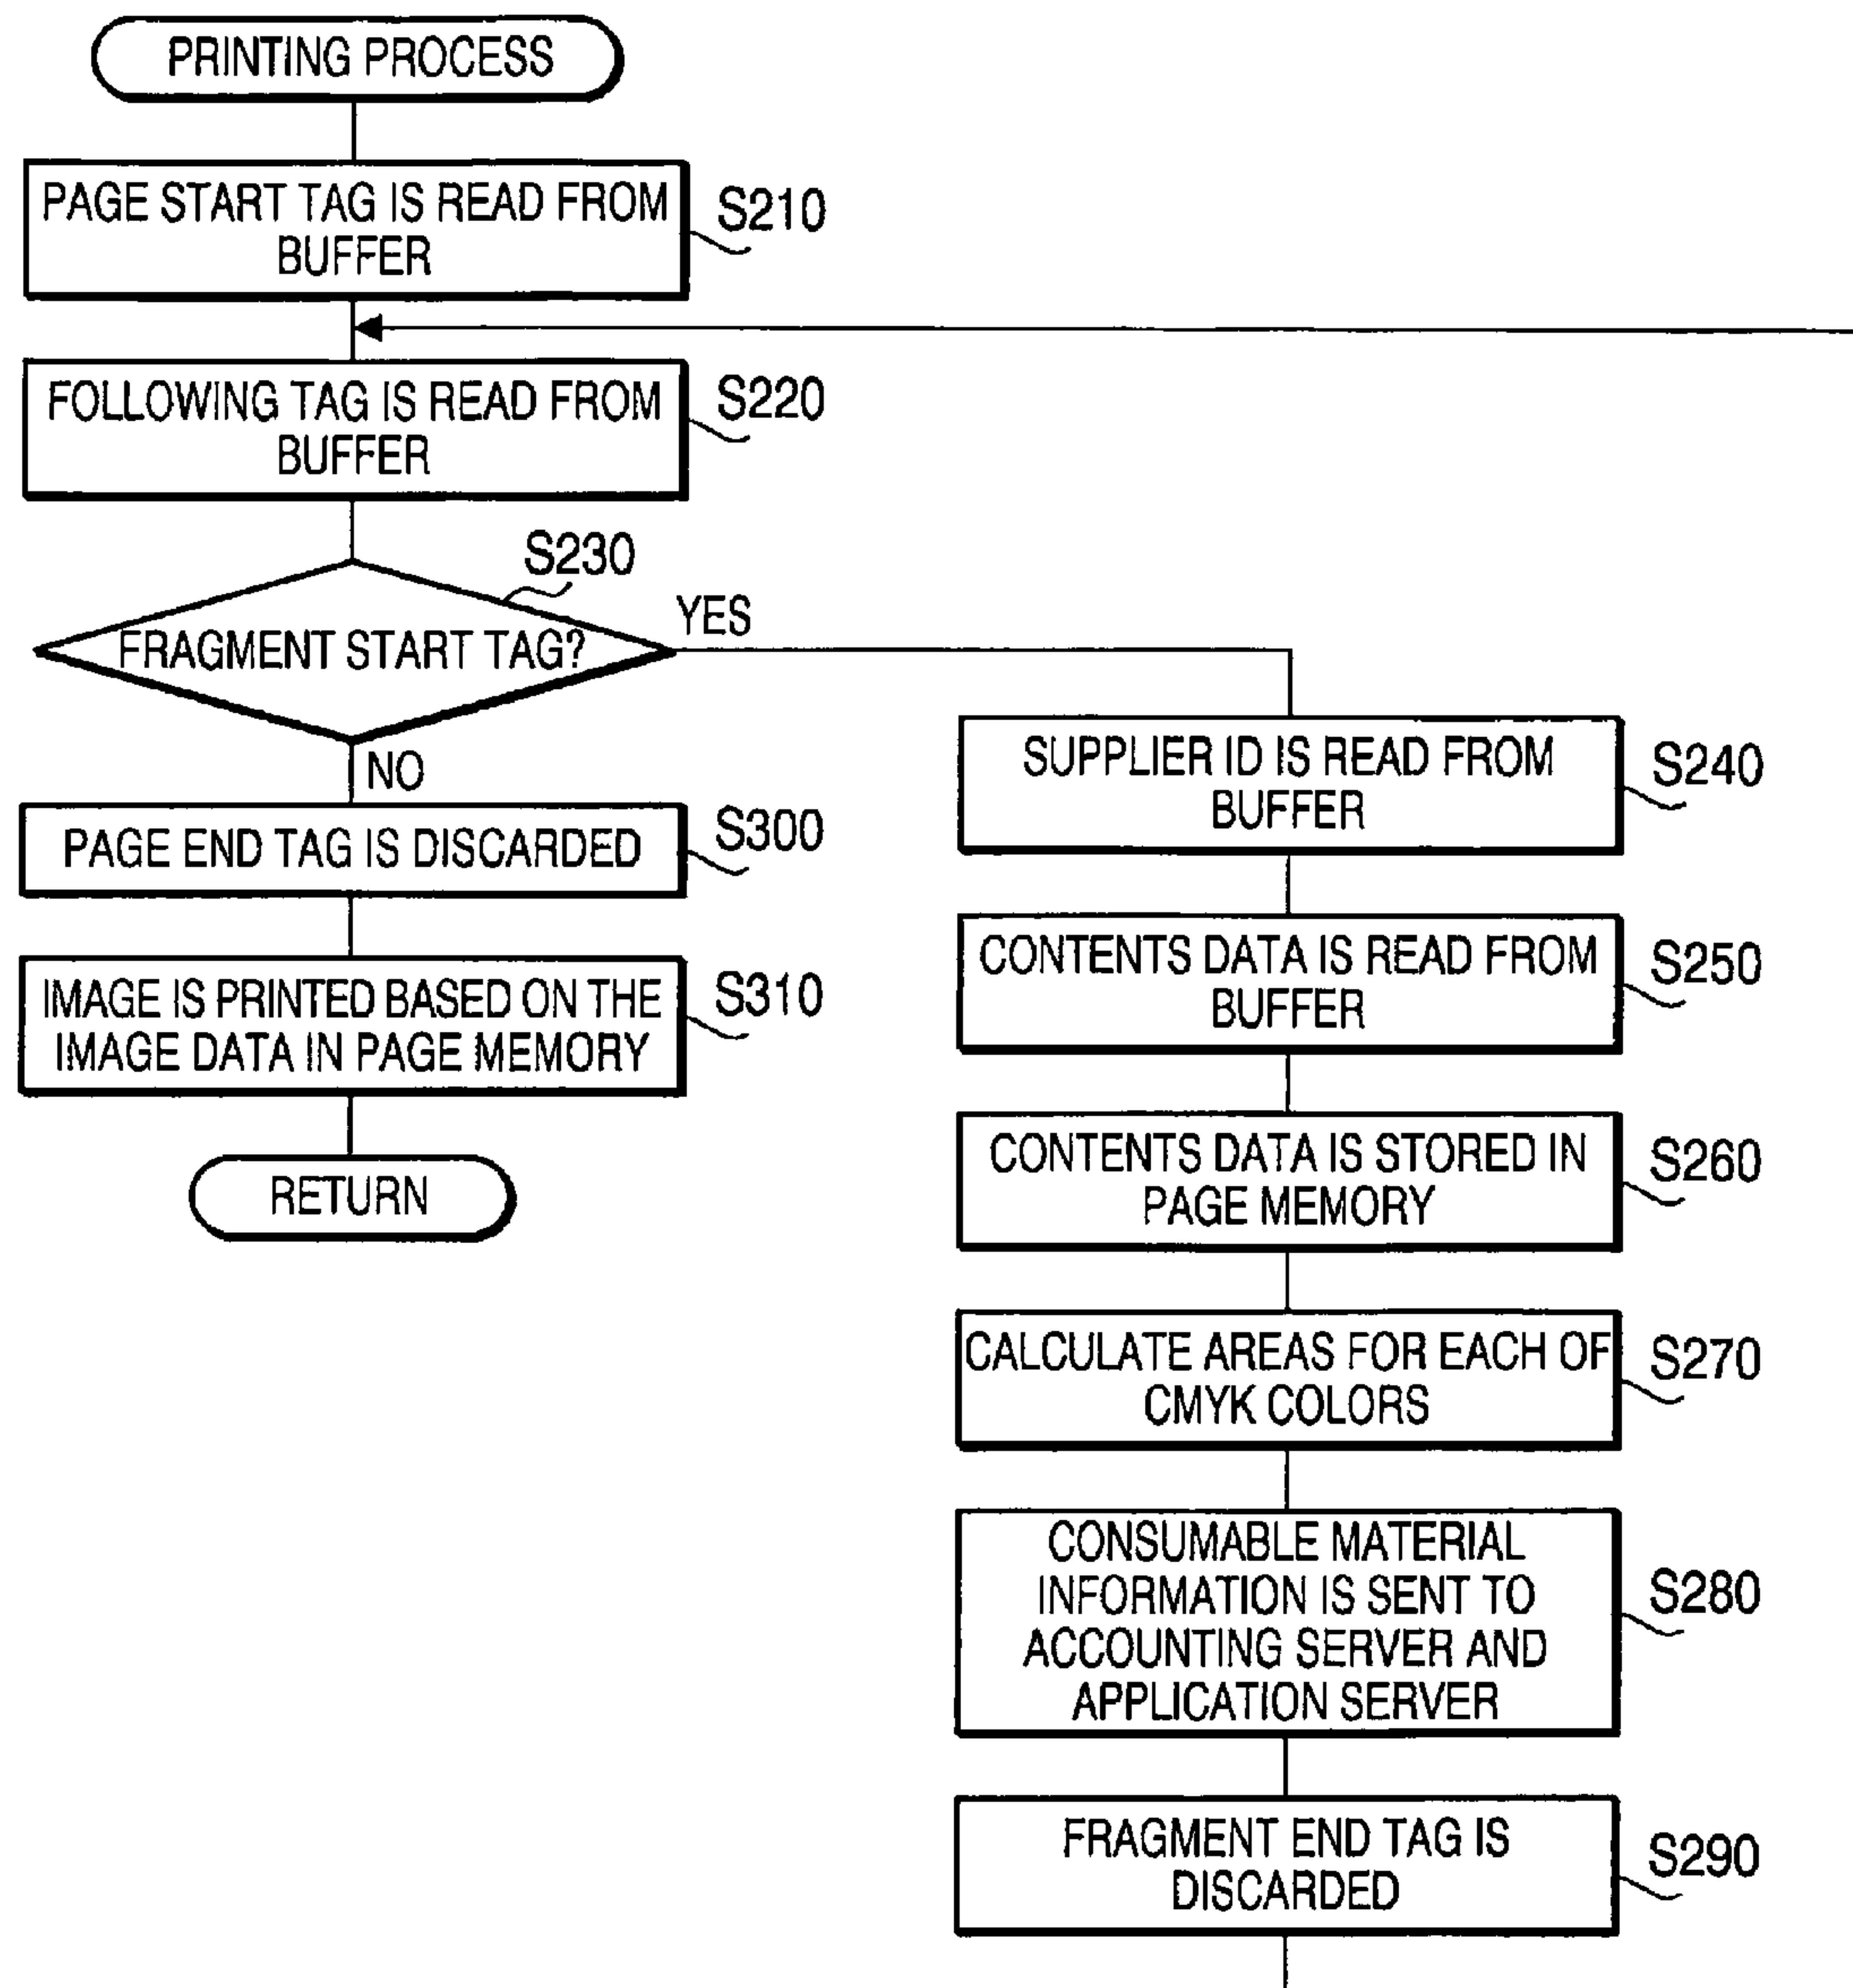 PRINTING PROCESS
PAGE START TAG IS READ FROM
BUFFER
S210
FOLLOWING TAG IS READ FROM
BUFFER
S220
S230
FRAGMENT START TAG?
YES
NO
PAGE END TAG IS DISCARDED
S300
IMAGE IS PRINTED BASED ON THE
IMAGE DATA IN PAGE MEMORY
S310
RETURN
SUPPLIER ID IS READ FROM
BUFFER
S240
CONTENTS DATA IS READ FROM
BUFFER
S250
CONTENTS DATA IS STORED IN
PAGE MEMORY
S260
CALCULATE AREAS FOR EACH OF
CMYK COLORS
S270
CONSUMABLE MATERIAL
INFORMATION IS SENT TO
ACCOUNTING SERVER AND
APPLICATION SERVER
S280
FRAGMENT END TAG IS
DISCARDED
S290